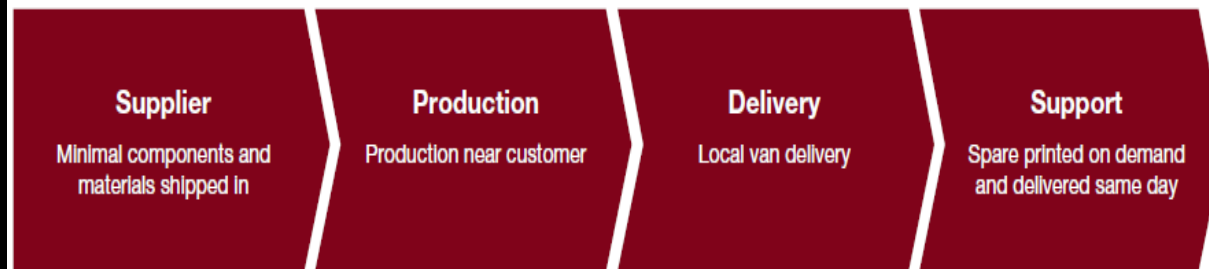 Supplier
Minimal components and
materials shipped in
Production
Production near customer
Delivery
Local van delivery
Support
Spare printed on demand
and delivered same day